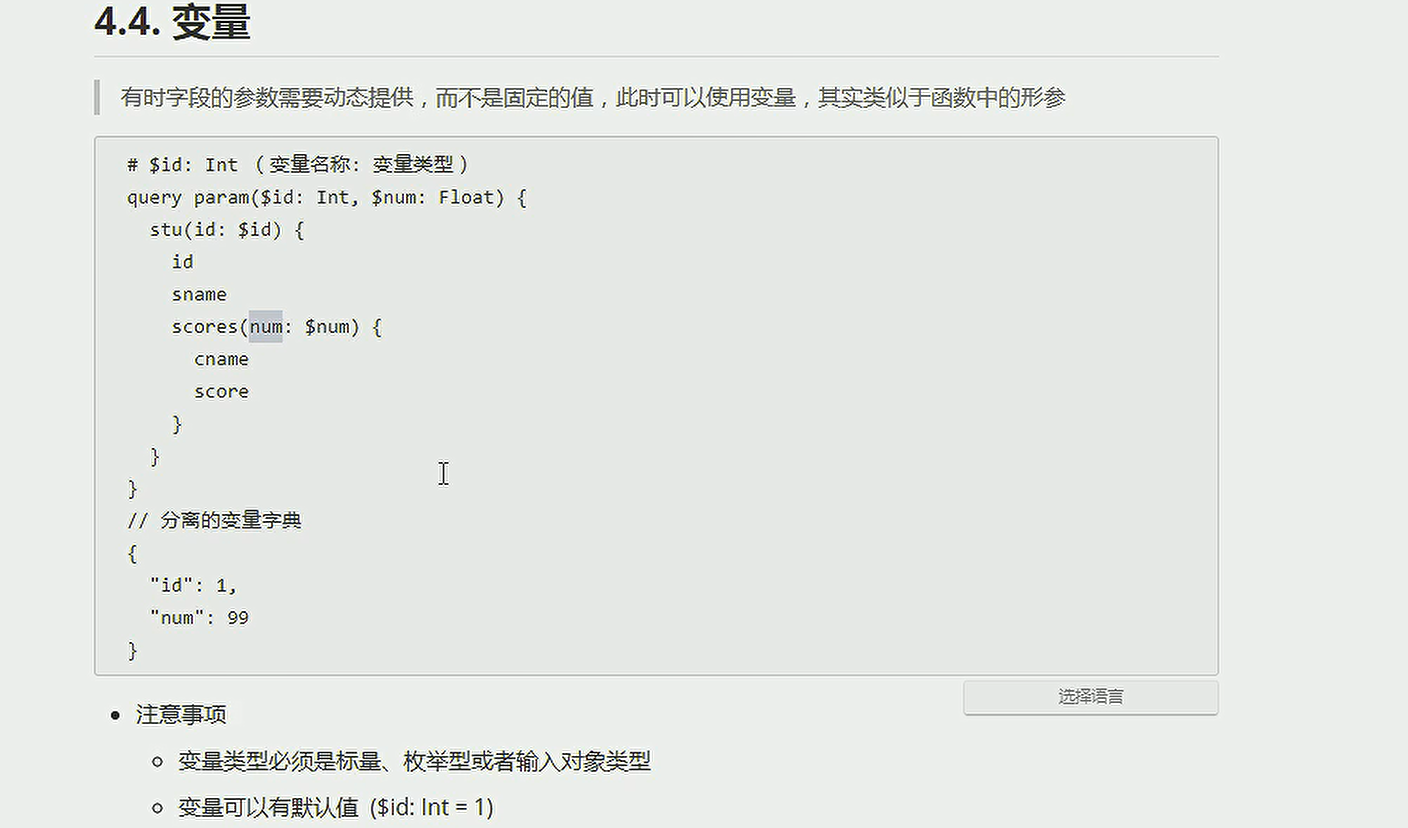 4.4. 变量
有时字段的参数需要动态提供，而不是固定的值，此时可以使用变量，其实类似于函数中的形参
# $id: Int （变量名称: 变量类型）
query param($id: Int, $num: Float) {
  stu(id: $id) {
    id
    sname
    scores(num: $num) {
      cname
      score
    }
  }
}
// 分离的变量字典
{
  "id": 1,
  "num": 99
}
选择语言
注意事项
变量类型必须是标量、枚举型或者输入对象类型
变量可以有默认值 ($id: Int = 1)